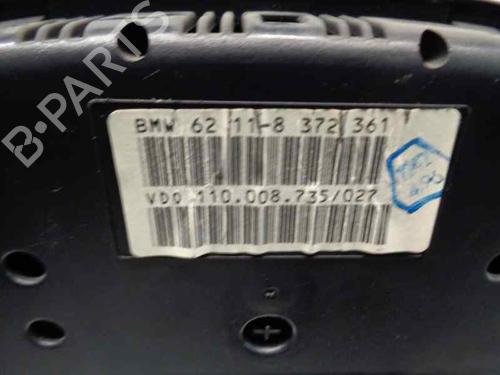 BMW 62 11-8 372 361
VDO 110.008.735/027
B-PARTS